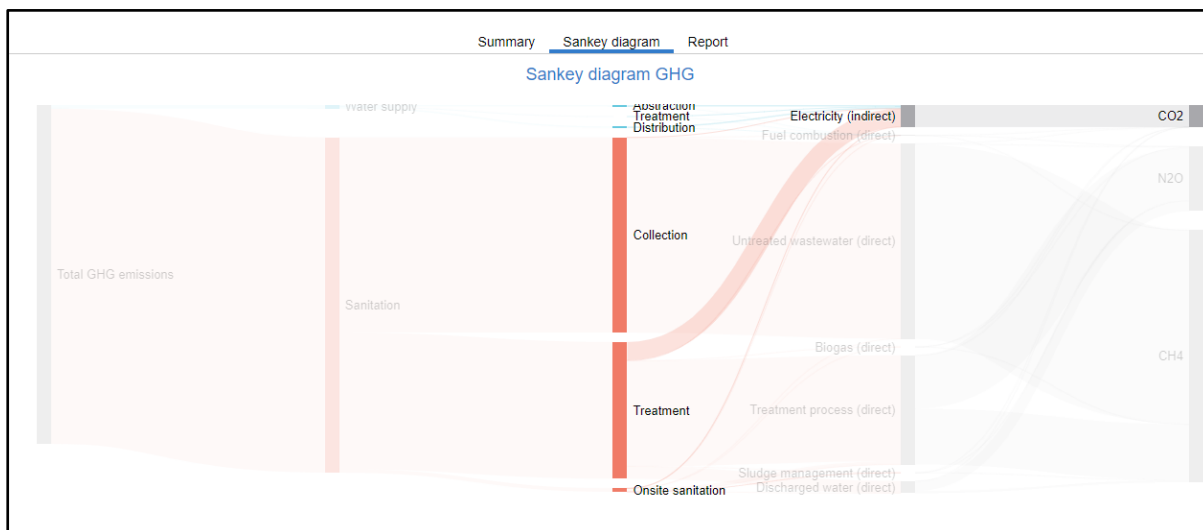 Summary
Sankey diagram
Report
Sankey diagram GHG
Total GHG emissions
Water supply
Sanitation
Abstraction
Treatment
Distribution
Collection
Treatment
Onsite sanitation
Electricity (indirect)
Fuel combustion (direct)
Untreated wastewater (direct)
Biogas (direct)
Treatment process (direct)
Sludge management (direct)
Discharged water (direct)
CO2
N2O
CH4